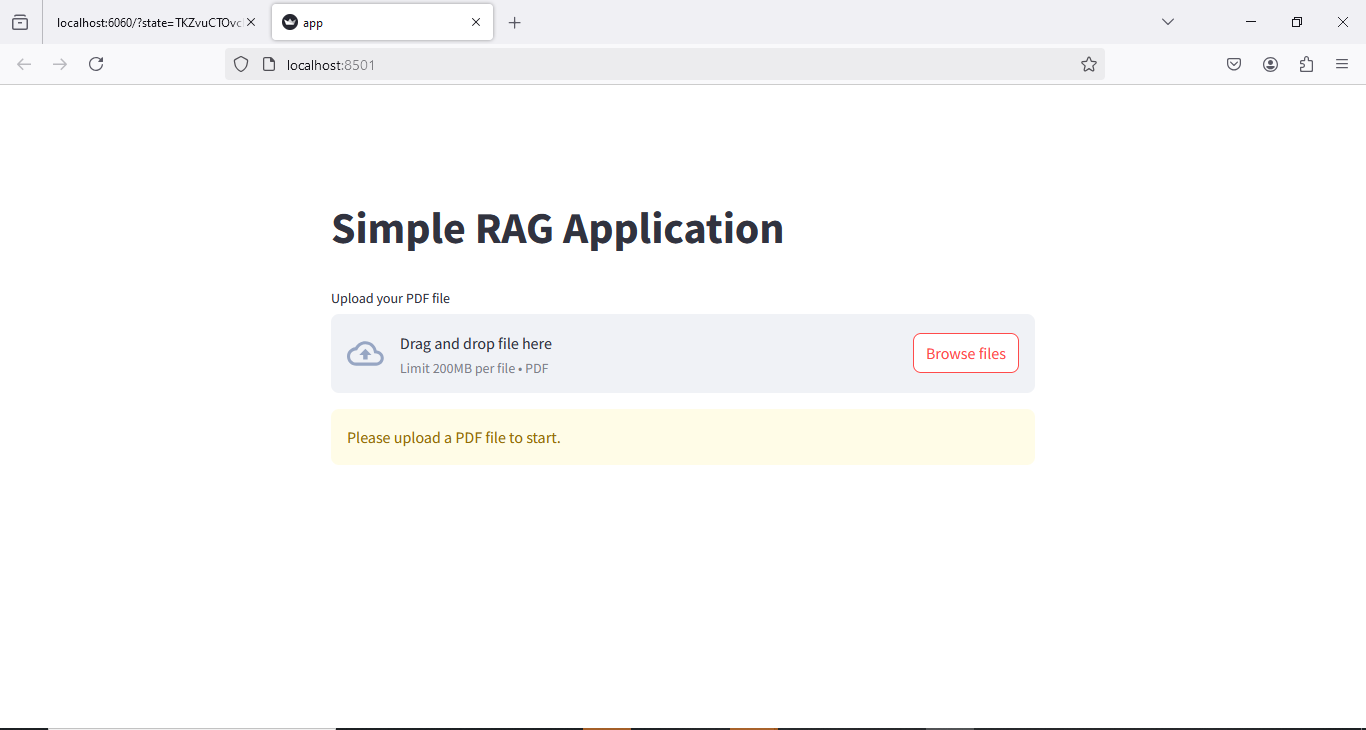 localhost:6060/?state=TKZvuCTOvc
app
localhost:8501
Simple RAG Application
Upload your PDF file
Drag and drop file here
Limit 200MB per file • PDF
Browse files
Please upload a PDF file to start.